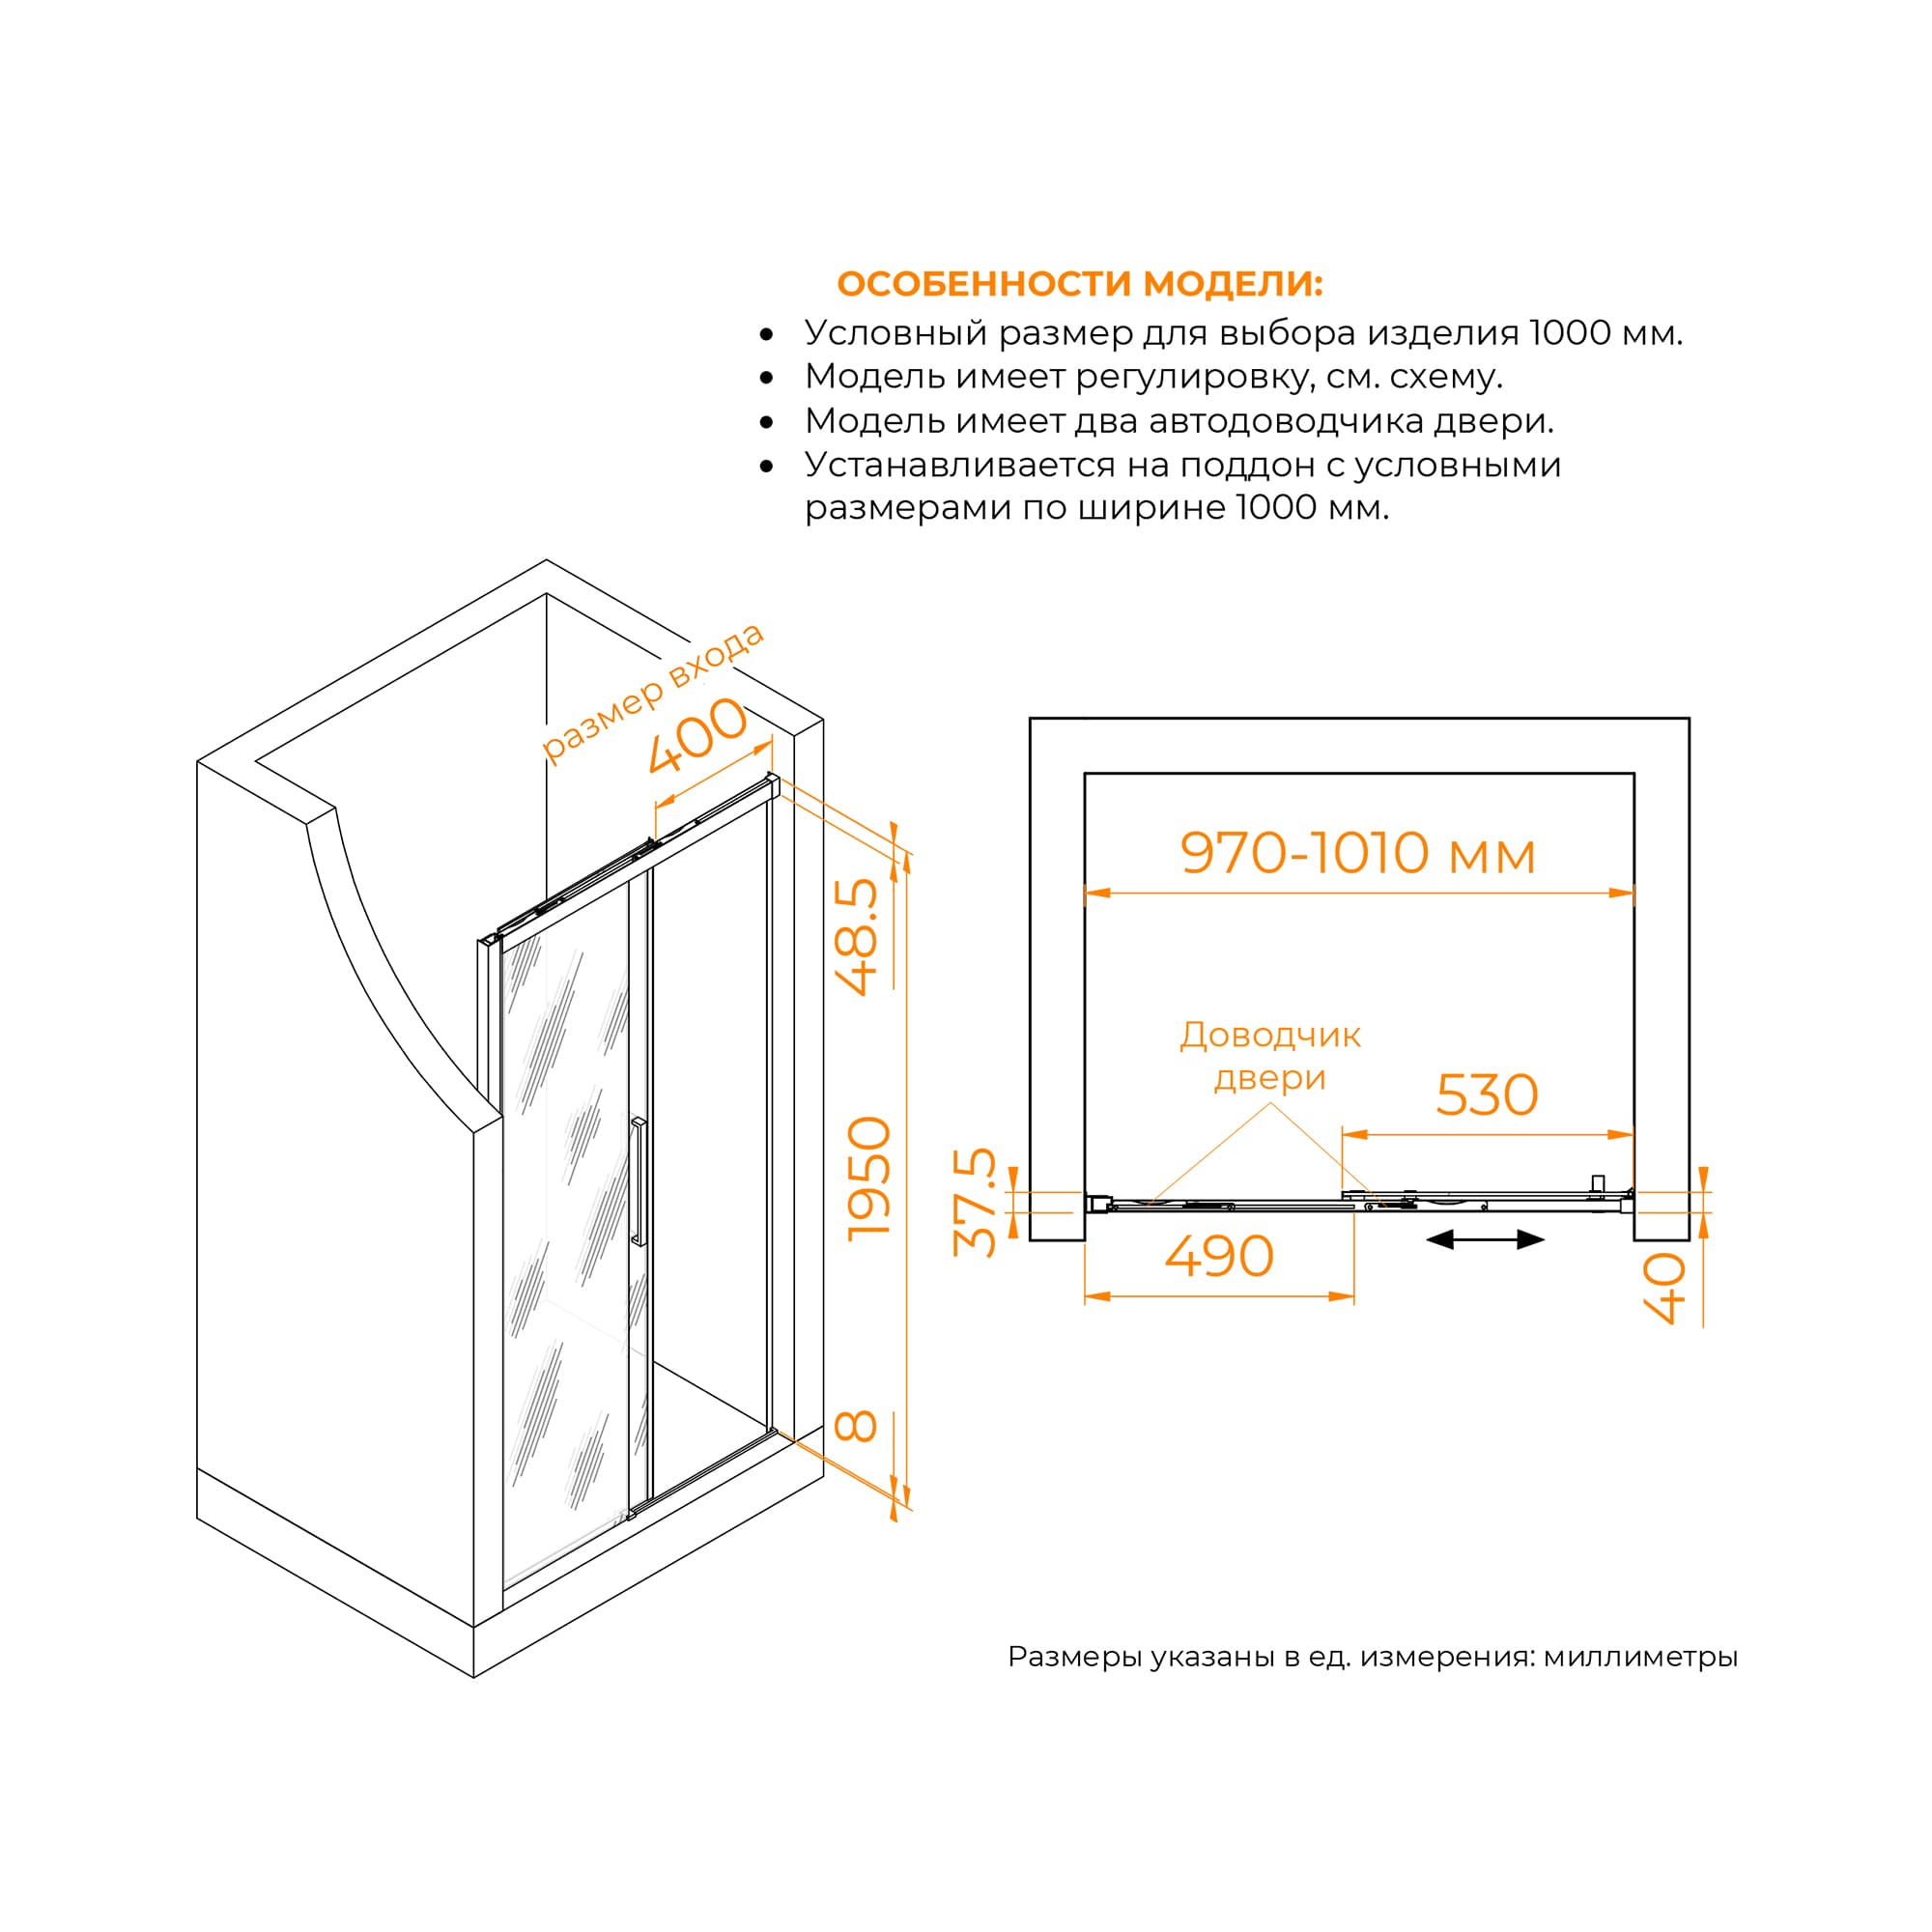 ОСОБЕННОСТИ МОДЕЛИ:
• Условный размер для выбора изделия 1000 мм.
• Модель имеет регулировку, см. схему.
• Модель имеет два автодоводчика двери.
• Устанавливается на поддон с условными
размерами по ширине 1000 мм.
размер входа
400
48.5
1950
8
970-1010 мм
Доводчик
двери
530
37.5
490
40
Размеры указаны в ед. измерения: миллиметры